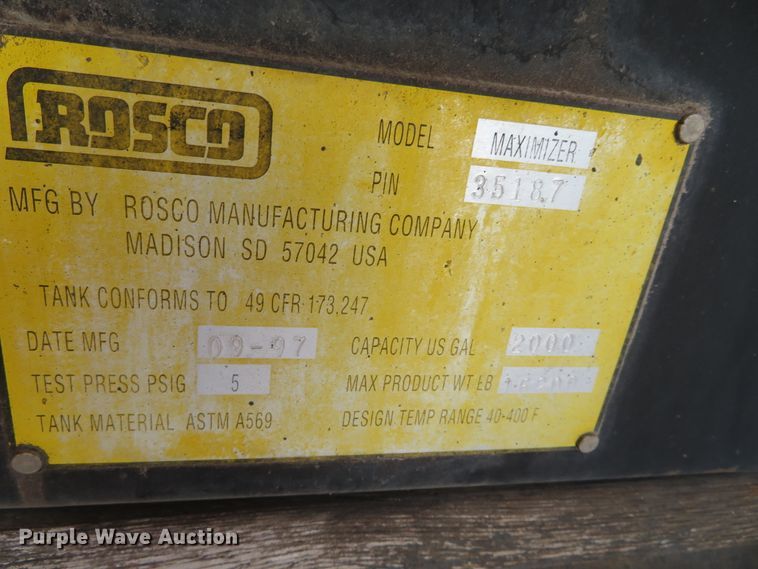 ROSCO
MODEL MAXIMIZER
PIN 35187
MFG BY ROSCO MANUFACTURING COMPANY
MADISON SD 57042 USA
TANK CONFORMS TO 49 CFR 173.247
DATE MFG 09-97 CAPACITY US GAL 2000
TEST PRESS PSIG 5 MAX PRODUCT WT LB
TANK MATERIAL ASTM A569 DESIGN TEMP RANGE 40-400 F
Purple Wave Auction